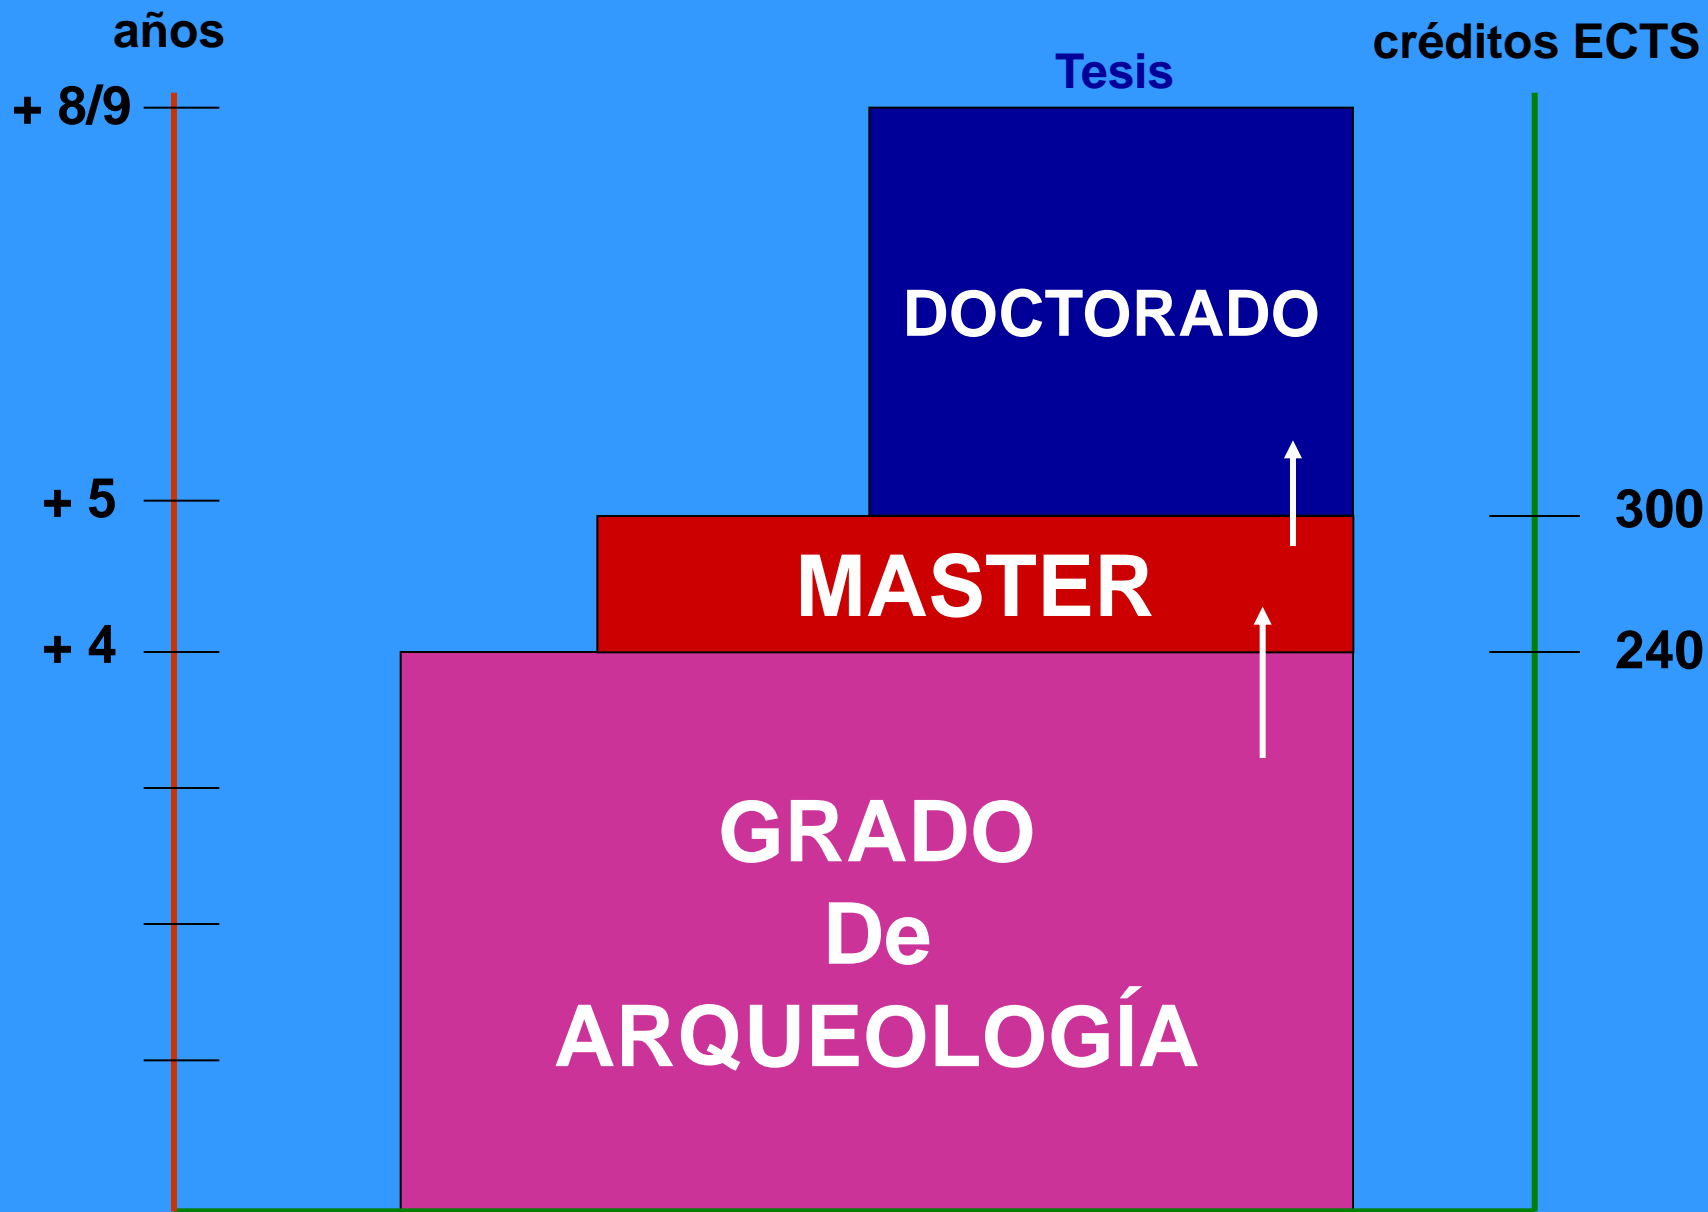 años
créditos ECTS
Tesis
+ 8/9
DOCTORADO
+ 5
300
MASTER
+ 4
240
GRADO
De
ARQUEOLOGÍA